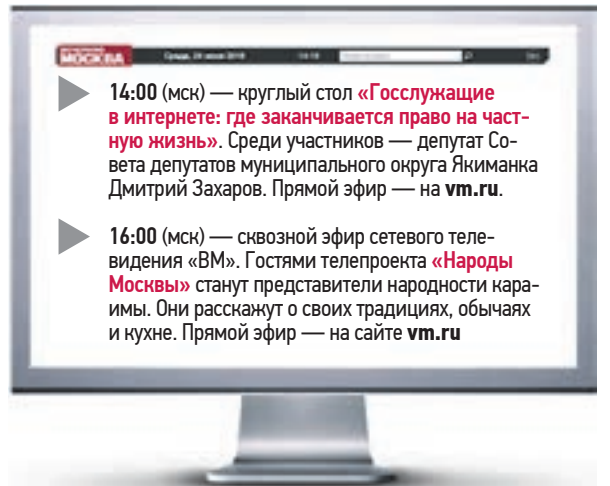 МОСКВА
14:00 (мск) — круглый стол «Госслужащие
в интернете: где заканчивается право на част-
ную жизнь». Среди участников — депутат Со-
вета депутатов муниципального округа Якиманка
Дмитрий Захаров. Прямой эфир — на vm.ru.
16:00 (мск) — сквозной эфир сетевого теле-
видения «ВМ». Гостями телепроекта «Народы
Москвы» станут представители народности кара-
имы. Они расскажут о своих традициях, обычаях
и кухне. Прямой эфир — на сайте vm.ru